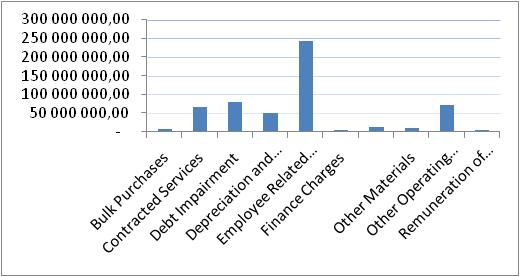 300 000 000,00
250 000 000,00
200 000 000,00
150 000 000,00
100 000 000,00
50 000 000,00
-
Bulk Purchases
Contracted Services
Debt Impairment
Depreciation and...
Employee Related...
Finance Charges
Other Materials
Other Operating...
Remuneration of...